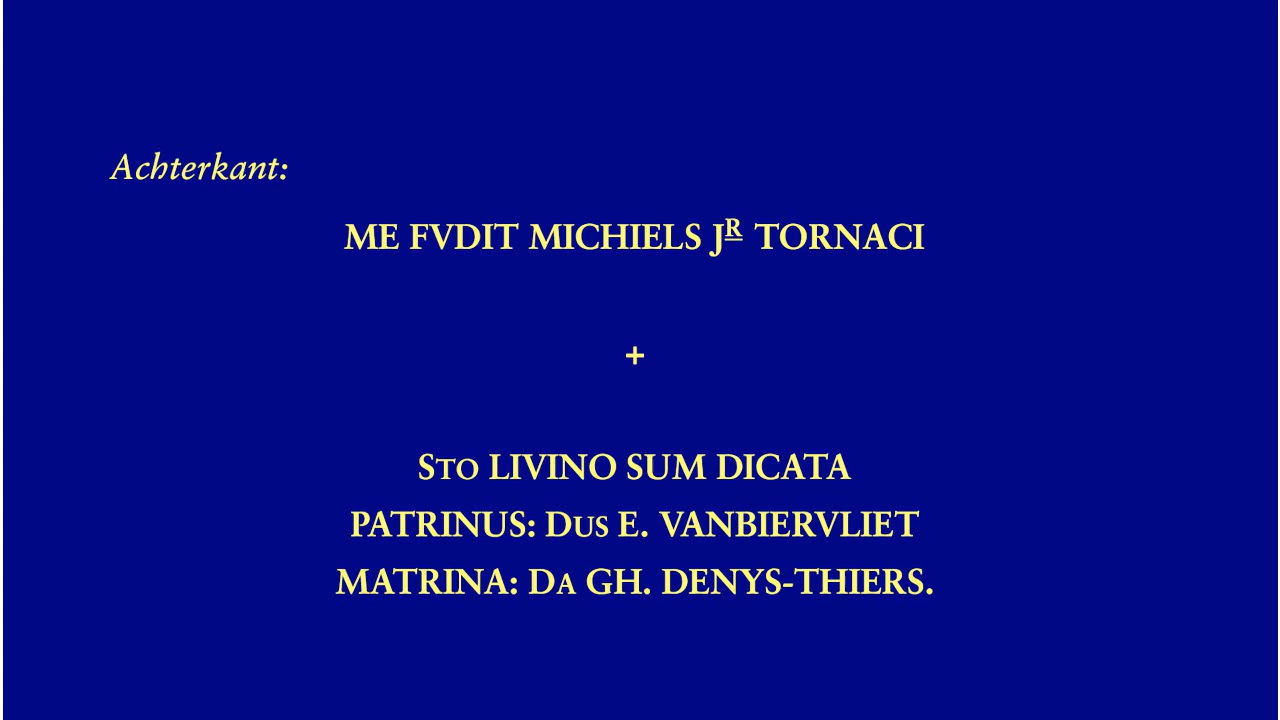 Achterkant:
ME FVDIT MICHIELS Jᴿ TORNACI
+
Sto LIVINO SUM DICATA
PATRINUS: Dus E. VANBIERVLIET
MATRINA: Da GH. DENYS-THIERS.